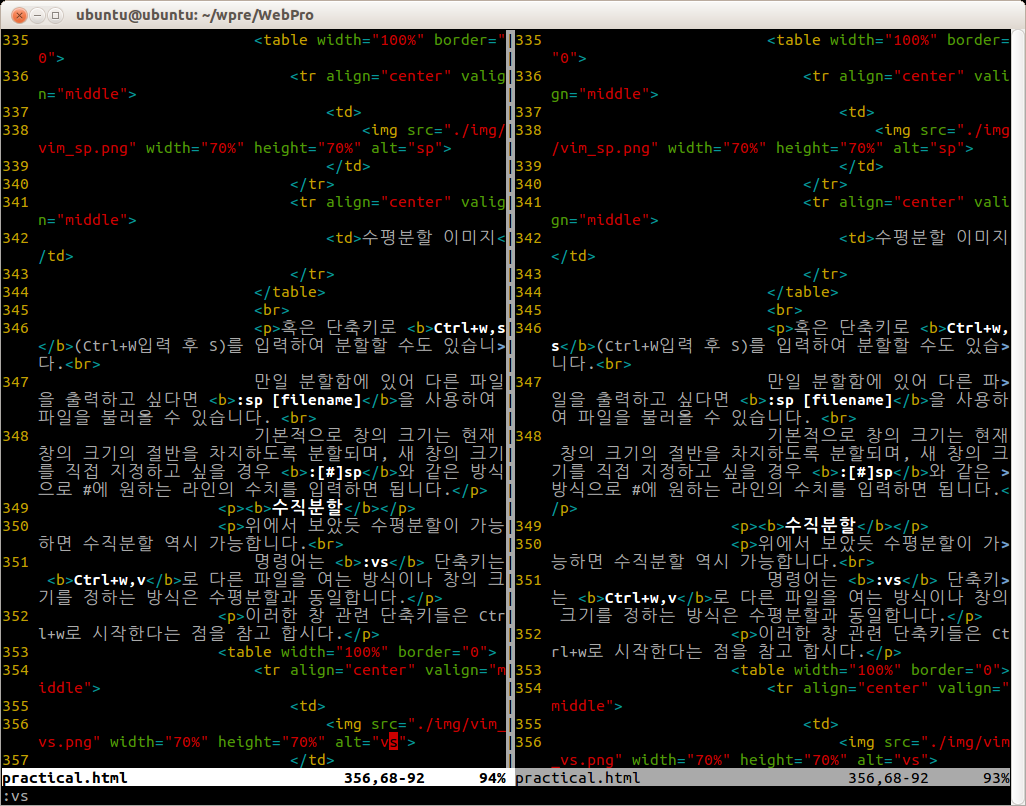 ubuntu@ubuntu: ~/wpre/WebPro
335 <table width="100%" border="
0">
336 <tr align="center" valig
n="middle">
337 <td>
338 <img src="./img/
vim_sp.png" width="70%" height="70%" alt="sp">
339 </td>
340 </tr>
341 <tr align="center" valig
n="middle">
342 <td>수평분할 이미지<
/td>
343 </tr>
344 </table>
345 <br>
346 <p>혹은 단축키로 <b>Ctrl+w,s
</b>(Ctrl+W입력 후 S)를 입력하여 분할할 수도 있습니>
다.<br>
347 만일 분할함에 있어 다른 파일
을 출력하고 싶다면 <b>:sp [filename]</b>을 사용하여
파일을 불러올 수 있습니다. <br>
348 기본적으로 창의 크기는 현재
창의 크기의 절반을 차지하도록 분할되며, 새 창의 크기
를 직접 지정하고 싶을 경우 <b>:[#]sp</b>와 같은 방식
으로 #에 원하는 라인의 수치를 입력하면 됩니다.</p>
349 <p><b>수직분할</b></p>
350 <p>위에서 보았듯 수평분할이 가능
하면 수직분할 역시 가능합니다.<br>
351 명령어는 <b>:vs</b> 단축키는
<b>Ctrl+w,v</b>로 다른 파일을 여는 방식이나 창의 크
기를 정하는 방식은 수평분할과 동일합니다.</p>
352 <p>이러한 창 관련 단축키들은 Ctr
l+w로 시작한다는 점을 참고 합시다.</p>
353 <table width="100%" border="0">
354 <tr align="center" valign="m
iddle">
355 <td>
356 <img src="./img/vim_
vs.png" width="70%" height="70%" alt="vs">
357 </td>
practical.html 356,68-92 94%
335 <table width="100%" border=
"0">
336 <tr align="center" vali
gn="middle">
337 <td>
338 <img src="./img
/vim_sp.png" width="70%" height="70%" alt="sp">
339 </td>
340 </tr>
341 <tr align="center" vali
gn="middle">
342 <td>수평분할 이미지
</td>
343 </tr>
344 </table>
345 <br>
346 <p>혹은 단축키로 <b>Ctrl+w,
s</b>(Ctrl+W입력 후 S)를 입력하여 분할할 수도 있습>
니다.<br>
347 만일 분할함에 있어 다른 파>
일을 출력하고 싶다면 <b>:sp [filename]</b>을 사용하
여 파일을 불러올 수 있습니다. <br>
348 기본적으로 창의 크기는 현재
창의 크기의 절반을 차지하도록 분할되며, 새 창의 크
기를 직접 지정하고 싶을 경우 <b>:[#]sp</b>와 같은 >
방식으로 #에 원하는 라인의 수치를 입력하면 됩니다.<
/p>
349 <p><b>수직분할</b></p>
350 <p>위에서 보았듯 수평분할이 가>
능하면 수직분할 역시 가능합니다.<br>
351 명령어는 <b>:vs</b> 단축키>
는 <b>Ctrl+w,v</b>로 다른 파일을 여는 방식이나 창의
크기를 정하는 방식은 수평분할과 동일합니다.</p>
352 <p>이러한 창 관련 단축키들은 Ct
rl+w로 시작한다는 점을 참고 합시다.</p>
353 <table width="100%" border="0">
354 <tr align="center" valign="
middle">
355 <td>
356 <img src="./img/vim
_vs.png" width="70%" height="70%" alt="vs">
practical.html 356,68-92 93%
:vs